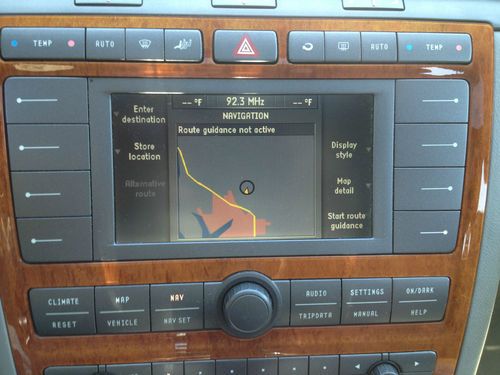 TEMP
AUTO
AUTO
TEMP
-- °F
92.3 MHz
-- °F
NAVIGATION
Route guidance not active
Enter
destination
Store
location
Alternative
route
Display
style
Map
detail
Start route
guidance
CLIMATE
RESET
MAP
VEHICLE
NAV
NAV SET
AUDIO
TRIPDATA
SETTINGS
MANUAL
ON/DARK
HELP